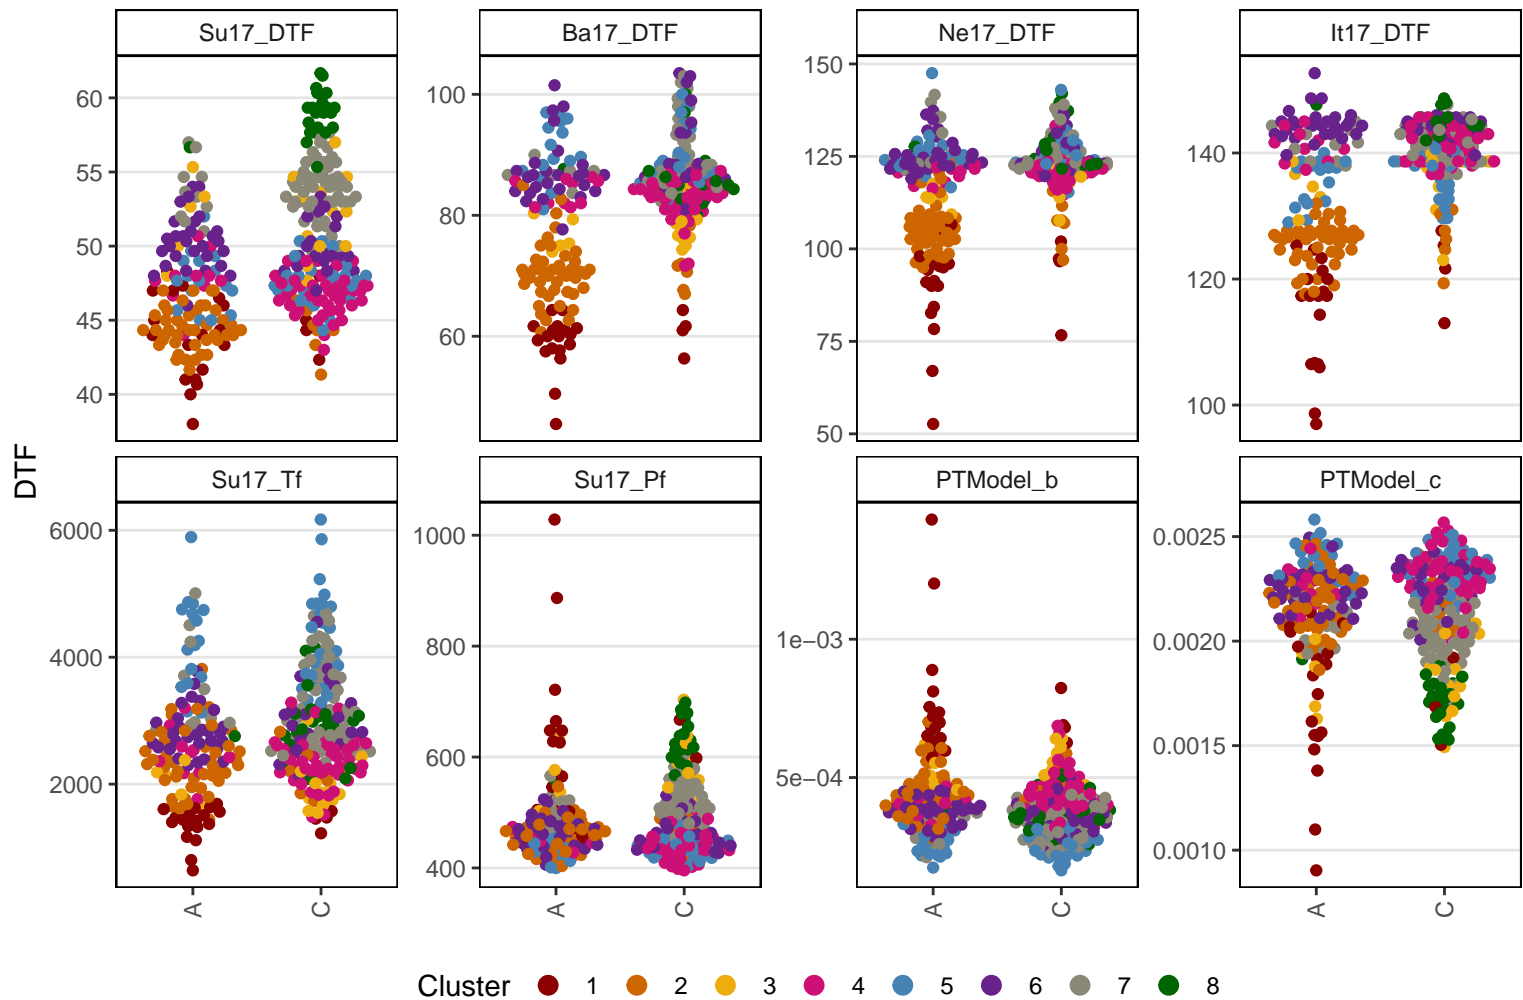 Su17_DTF
Ba17_DTF
Ne17_DTF
It17_DTF
60
55
50
45
40
100
80
60
150
125
100
75
50
140
120
100
DTF
Su17_Tf
Su17_Pf
PTModel_b
PTModel_c
6000
4000
2000
1000
800
600
400
1e−03
5e−04
0.0025
0.0020
0.0015
0.0010
A
C
A
C
A
C
A
C
Cluster 1 2 3 4 5 6 7 8